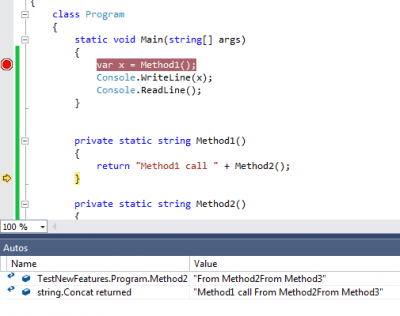 {
class Program
{
static void Main(string[] args)
{
var x = Method1();
Console.WriteLine(x);
Console.ReadLine();
}
private static string Method1()
{
return "Method1 call " + Method2();
}
private static string Method2()
{
100 %
Autos
Name Value
TestNewFeatures.Program.Method2 "From Method2From Method3"
string.Concat returned "Method1 call From Method2From Method3"